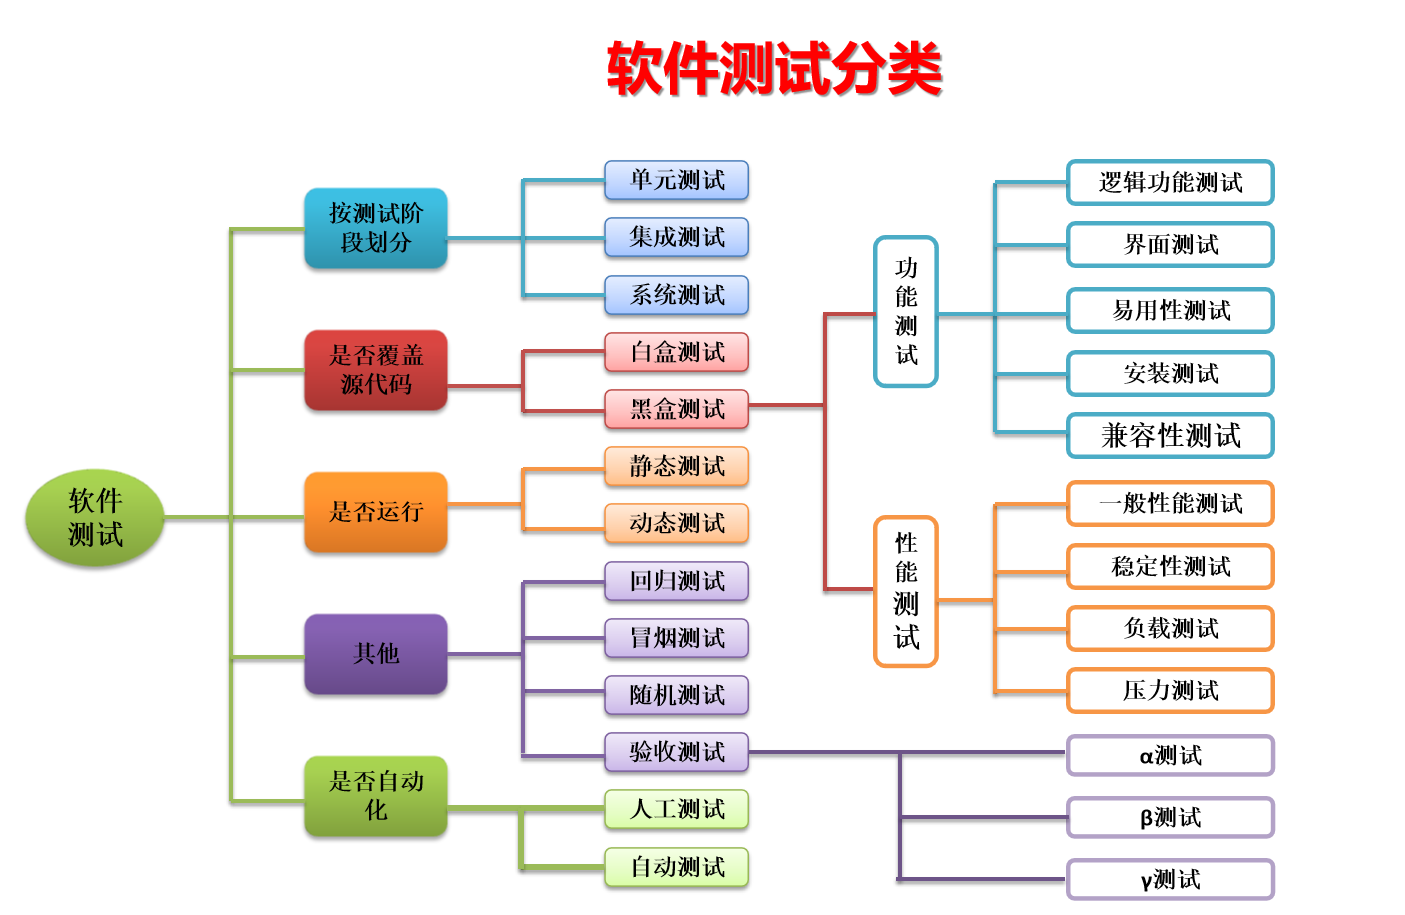 软件测试分类
软件
测试
按测试阶
段划分
单元测试
集成测试
系统测试
是否覆盖
源代码
白盒测试
黑盒测试
功
能
测
试
逻辑功能测试
界面测试
易用性测试
安装测试
兼容性测试
性
能
测
试
一般性能测试
稳定性测试
负载测试
压力测试
是否运行
静态测试
动态测试
其他
回归测试
冒烟测试
随机测试
验收测试
α测试
β测试
γ测试
是否自动
化
人工测试
自动测试